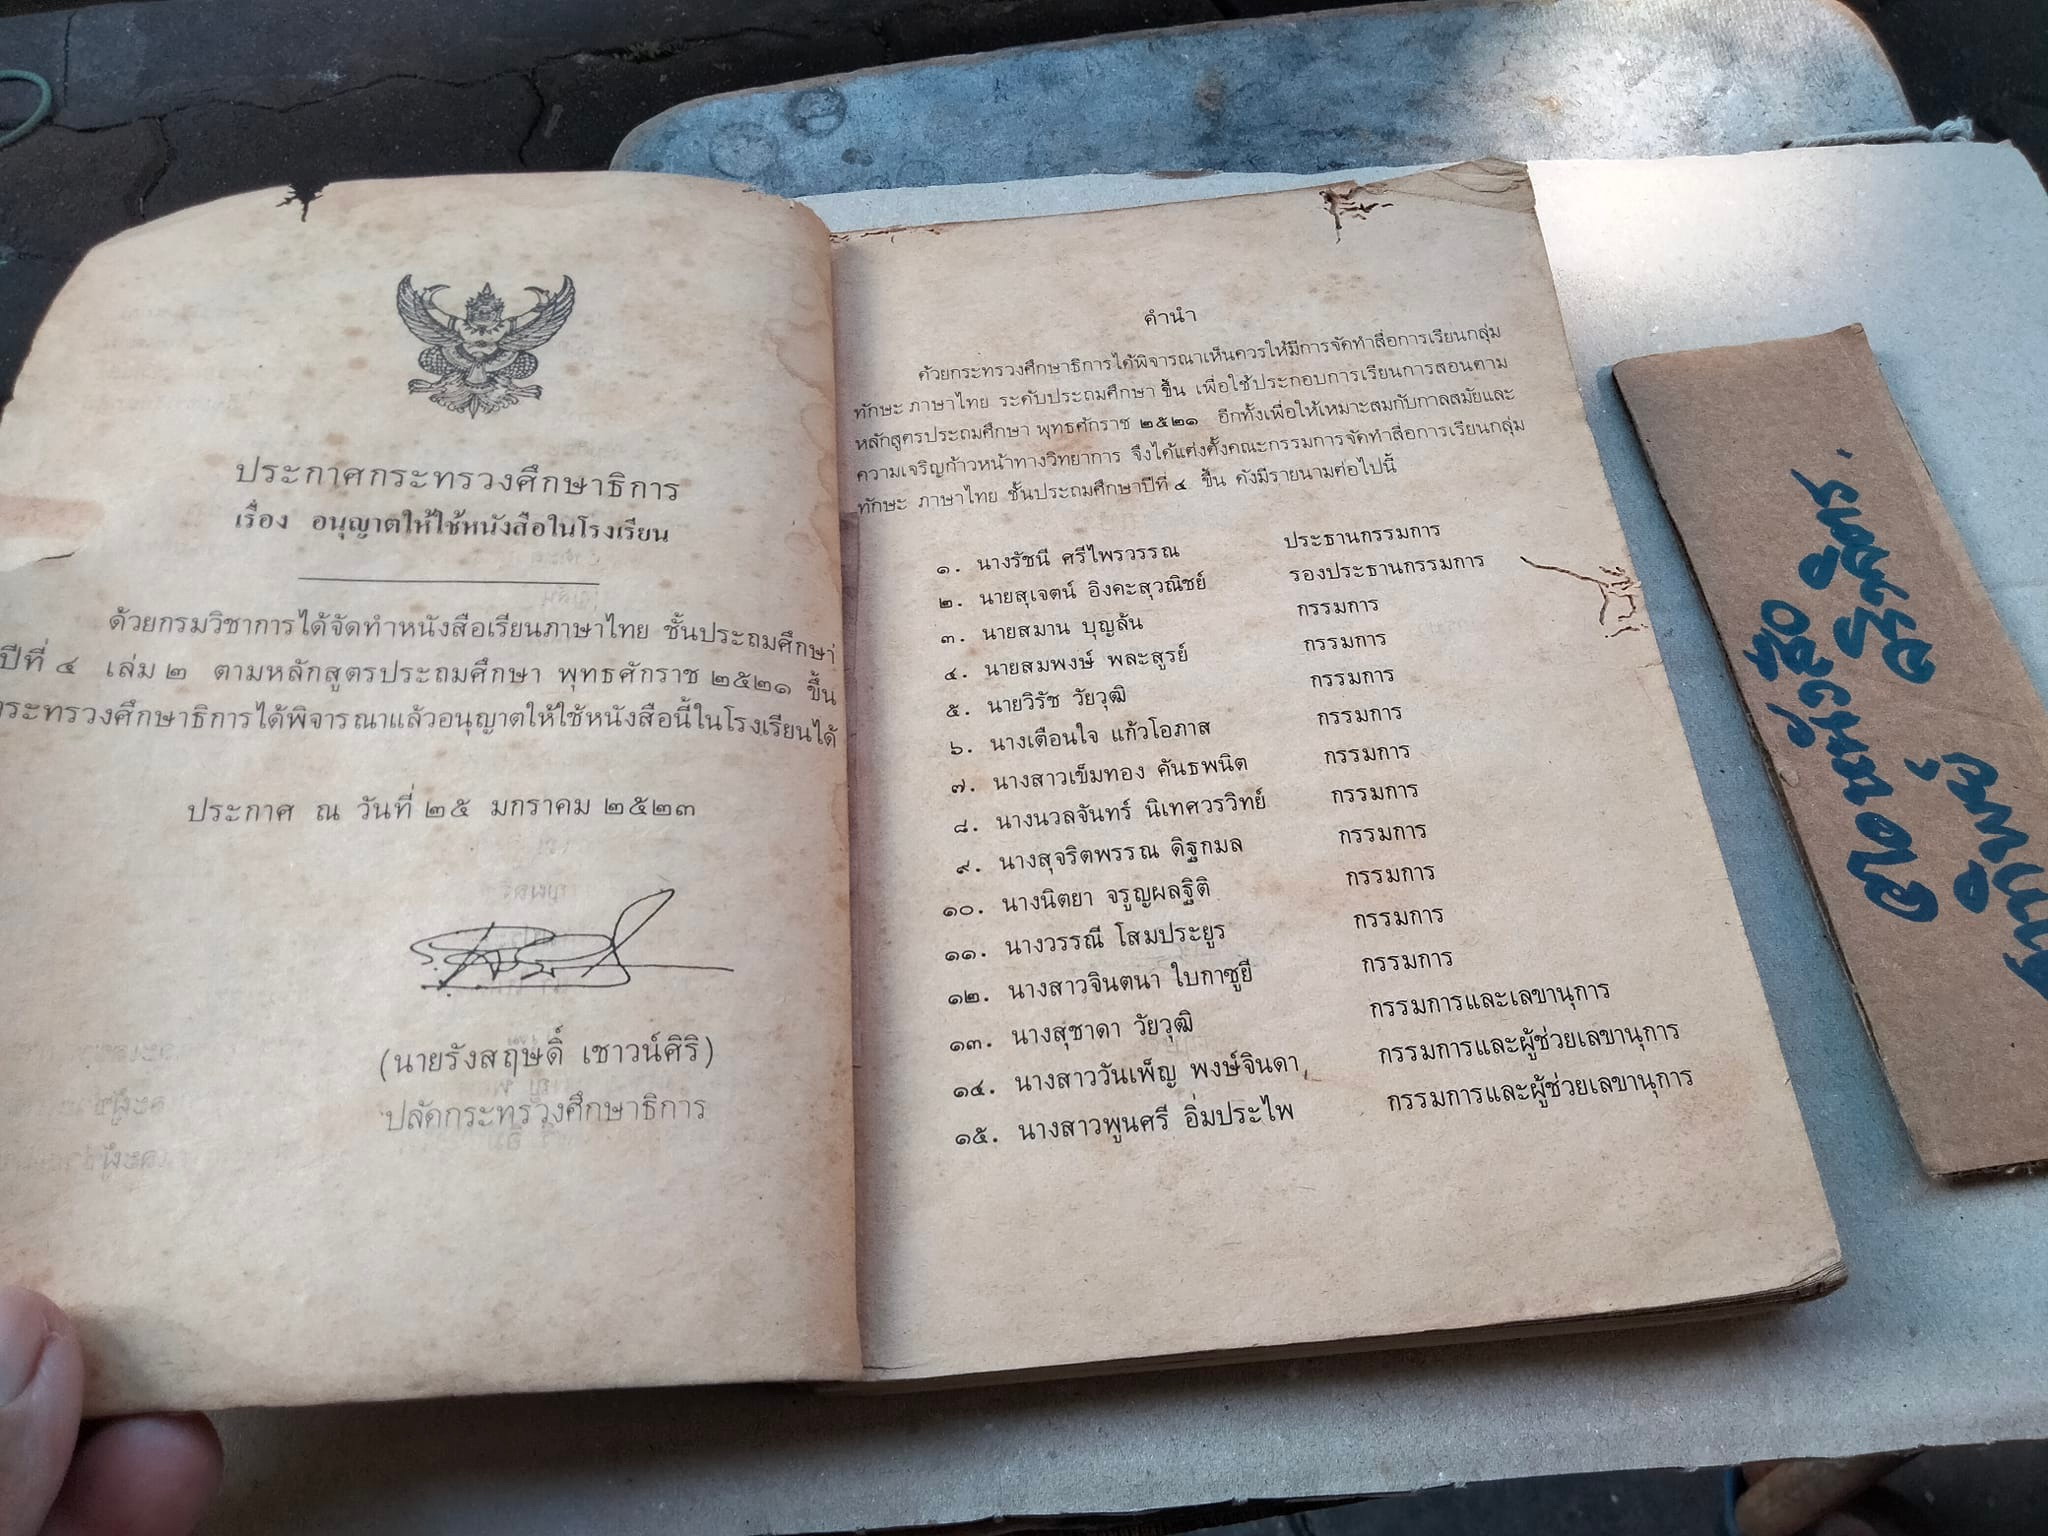 ประกาศกระทรวงศึกษาธิการ
เรื่อง อนุญาตให้ใช้หนังสือในโรงเรียน
ด้วยกรมวิชาการได้จัดทำหนังสือเรียนภาษาไทย ชั้นประถมศึกษา
ปีที่ ๔ เล่ม ๒ ตามหลักสูตรประถมศึกษา พุทธศักราช ๒๕๒๑ ขึ้น
กระทรวงศึกษาธิการได้พิจารณาแล้วอนุญาตให้ใช้หนังสือนี้ในโรงเรียนได้
ประกาศ ณ วันที่ ๒๕ มกราคม ๒๕๒๓
(นายรังสฤษดิ์ เชาวน์ศิริ)
ปลัดกระทรวงศึกษาธิการ
คำนำ
ด้วยกระทรวงศึกษาธิการได้พิจารณาเห็นควรให้มีการจัดทำสื่อการเรียนกลุ่ม
ทักษะ ภาษาไทย ระดับประถมศึกษา ขึ้น เพื่อใช้ประกอบการเรียนการสอนตาม
หลักสูตรประถมศึกษา พุทธศักราช ๒๕๒๑ อีกทั้งเพื่อให้เหมาะสมกับกาลสมัยและ
ความเจริญก้าวหน้าทางวิทยาการ จึงได้แต่งตั้งคณะกรรมการจัดทำสื่อการเรียนกลุ่ม
ทักษะ ภาษาไทย ชั้นประถมศึกษาปีที่ ๔ ขึ้น ดังมีรายนามต่อไปนี้
๑. นางรัชนี ศรีไพรวรรณ ประธานกรรมการ
๒. นายสุเจตน์ อิงคะสุวณิชย์ รองประธานกรรมการ
๓. นายสมาน บุญล้น กรรมการ
๔. นายสมพงษ์ พละสูรย์ กรรมการ
๕. นายวิรัช วัยวุฒิ กรรมการ
๖. นางเตือนใจ แก้วโอภาส กรรมการ
๗. นางสาวเข็มทอง คันธพนิต กรรมการ
๘. นางนวลจันทร์ นิเทศวรวิทย์ กรรมการ
๙. นางสุจริตพรรณ ดิฐกมล กรรมการ
๑๐. นางนิตยา จรูญผลฐิติ กรรมการ
๑๑. นางวรรณี โสมประยูร กรรมการ
๑๒. นางสาวจินตนา ใบกาซูยี กรรมการ
๑๓. นางสุชาดา วัยวุฒิ กรรมการและเลขานุการ
๑๔. นางสาววันเพ็ญ พงษ์จินดา กรรมการและผู้ช่วยเลขานุการ
๑๕. นางสาวพูนศรี อิ่มประไพ กรรมการและผู้ช่วยเลขานุการ